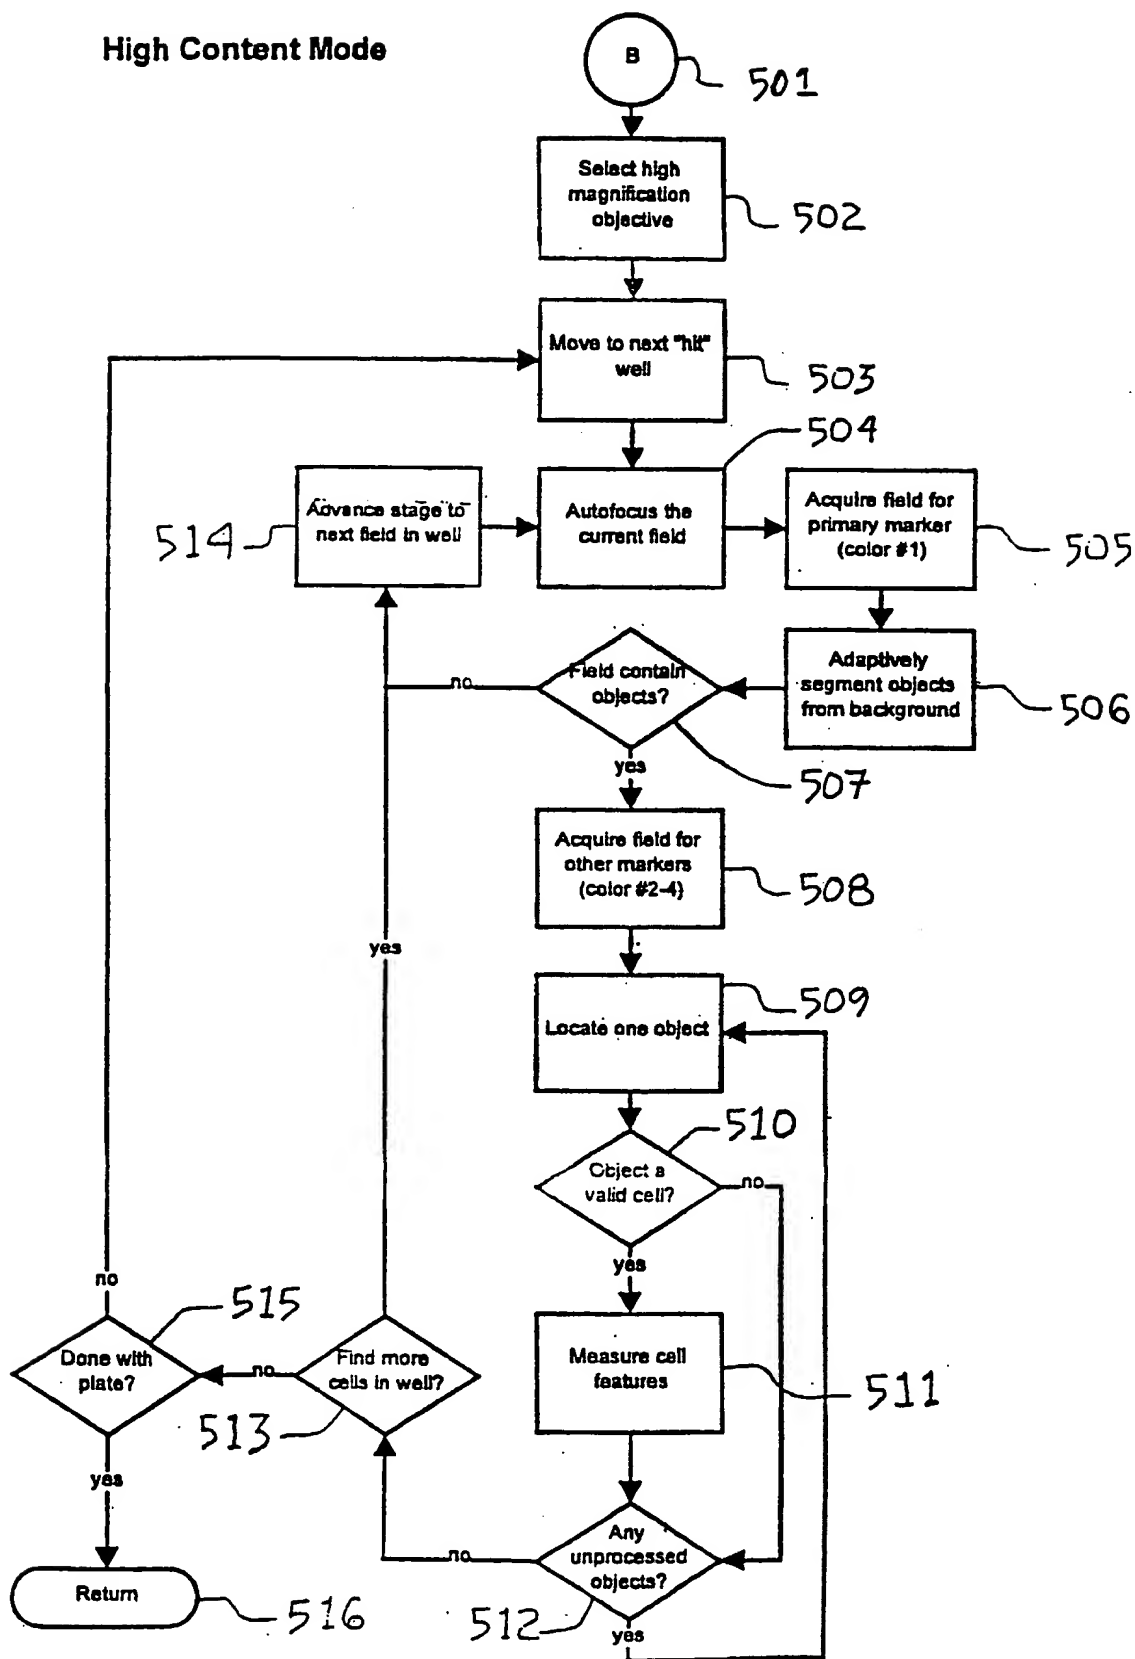 High Content Mode
B
501
Select high
magnification
objective
502
Move to next "hit"
well
503
504
Advance stage to
next field in well
514
Autofocus the
current field
Acquire field for
primary marker
(color #1)
505
Field contain
objects?
no
Adaptively
segment objects
from background
506
yes
507
Acquire field for
other markers
(color #2-4)
508
yes
509
Locate one object
510
Object a
valid cell?
no
yes
no
515
Done with
plate?
no
Find more
cells in well?
513
Measure cell
features
511
yes
Any
unprocessed
objects?
no
512
yes
Return
516